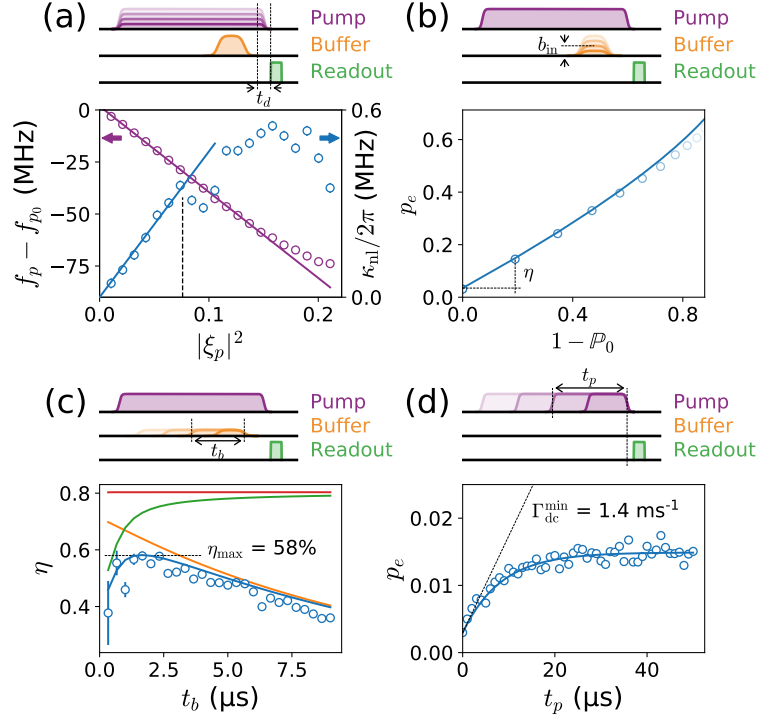 (a)
Pump
Buffer
Readout
t_d
f_p − f_{p_0} (MHz)
0
−25
−50
−75
0.0
0.1
0.2
|ξ_p|^2
0.6
0.0
κ_nl/2π (MHz)
(b)
Pump
Buffer
b_in
Readout
p_e
0.6
0.4
0.2
0.0
0.0
0.2
0.4
0.6
0.8
η
1 − ℙ_0
(c)
Pump
Buffer
Readout
t_b
η
0.8
0.6
0.4
η_max = 58%
0.0
2.5
5.0
7.5
t_b (μs)
(d)
t_p
Pump
Buffer
Readout
p_e
0.02
0.01
0.00
Γ_dc^min = 1.4 ms^-1
0
20
40
t_p (μs)